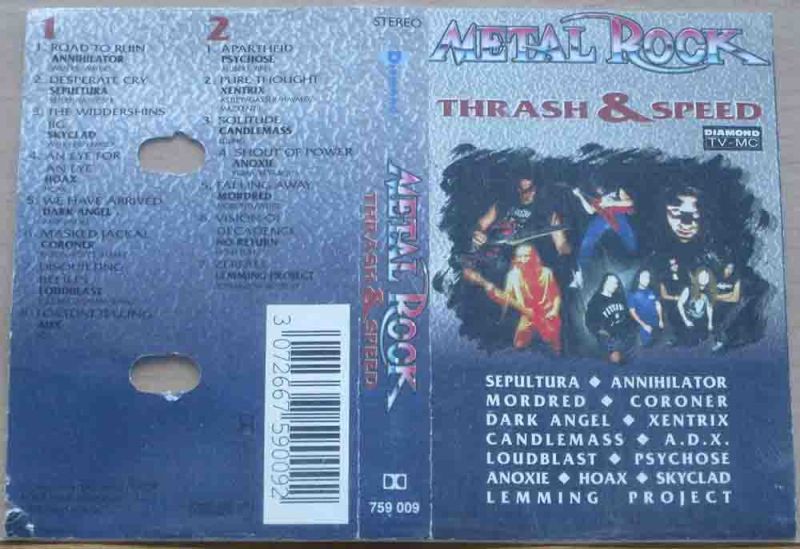 1
1. ROAD TO RUIN
ANNIHILATOR
2. DESPERATE CRY
SEPULTURA
3. THE WIDDERSHINS
JIG
SKYCLAD
4. AN EYE FOR
AN EYE
HOAX
5. WE HAVE ARRIVED
DARK ANGEL
6. MASKED JACKAL
CORONER
7. DISQUIETING
BELIEFS
LOUDBLAST
8.
ADX
2
1. APARTHEID
PSYCHOSE
2. PURE THOUGHT
XENTRIX
3. SOLITUDE
CANDLEMASS
4. SHOUT OF POWER
ANOXIE
5. FALLING AWAY
MORDRED
6. VISION OF
DECADENCE
NO RETURN
7.
LEMMING PROJECT
3 072667 590092
STEREO
Diamond
METAL ROCK
THRASH & SPEED
759 009
METAL ROCK
THRASH & SPEED
DIAMOND
TV-MC
SEPULTURA ◆ ANNIHILATOR
MORDRED ◆ CORONER
DARK ANGEL ◆ XENTRIX
CANDLEMASS ◆ A.D.X.
LOUDBLAST ◆ PSYCHOSE
ANOXIE ◆ HOAX ◆ SKYCLAD
LEMMING PROJECT